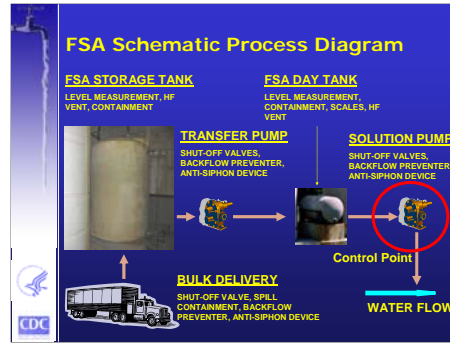 FSA Schematic Process Diagram
FSA STORAGE TANK
LEVEL MEASUREMENT, HF
VENT, CONTAINMENT
FSA DAY TANK
LEVEL MEASUREMENT,
CONTAINMENT, SCALES, HF
VENT
TRANSFER PUMP
SHUT-OFF VALVES,
BACKFLOW PREVENTER,
ANTI-SIPHON DEVICE
SOLUTION PUMP
SHUT-OFF VALVES,
BACKFLOW PREVENTER
ANTI-SIPHON DEVICE
Control Point
BULK DELIVERY
SHUT-OFF VALVE, SPILL
CONTAINMENT, BACKFLOW
PREVENTER, ANTI-SIPHON DEVICE
WATER FLOW
CDC